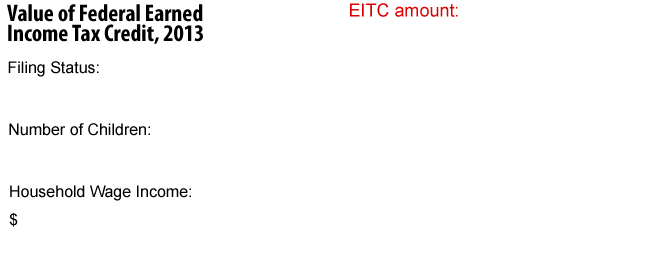 Value of Federal Earned
Income Tax Credit, 2013
EITC amount:
Filing Status:
Number of Children:
Household Wage Income:
$